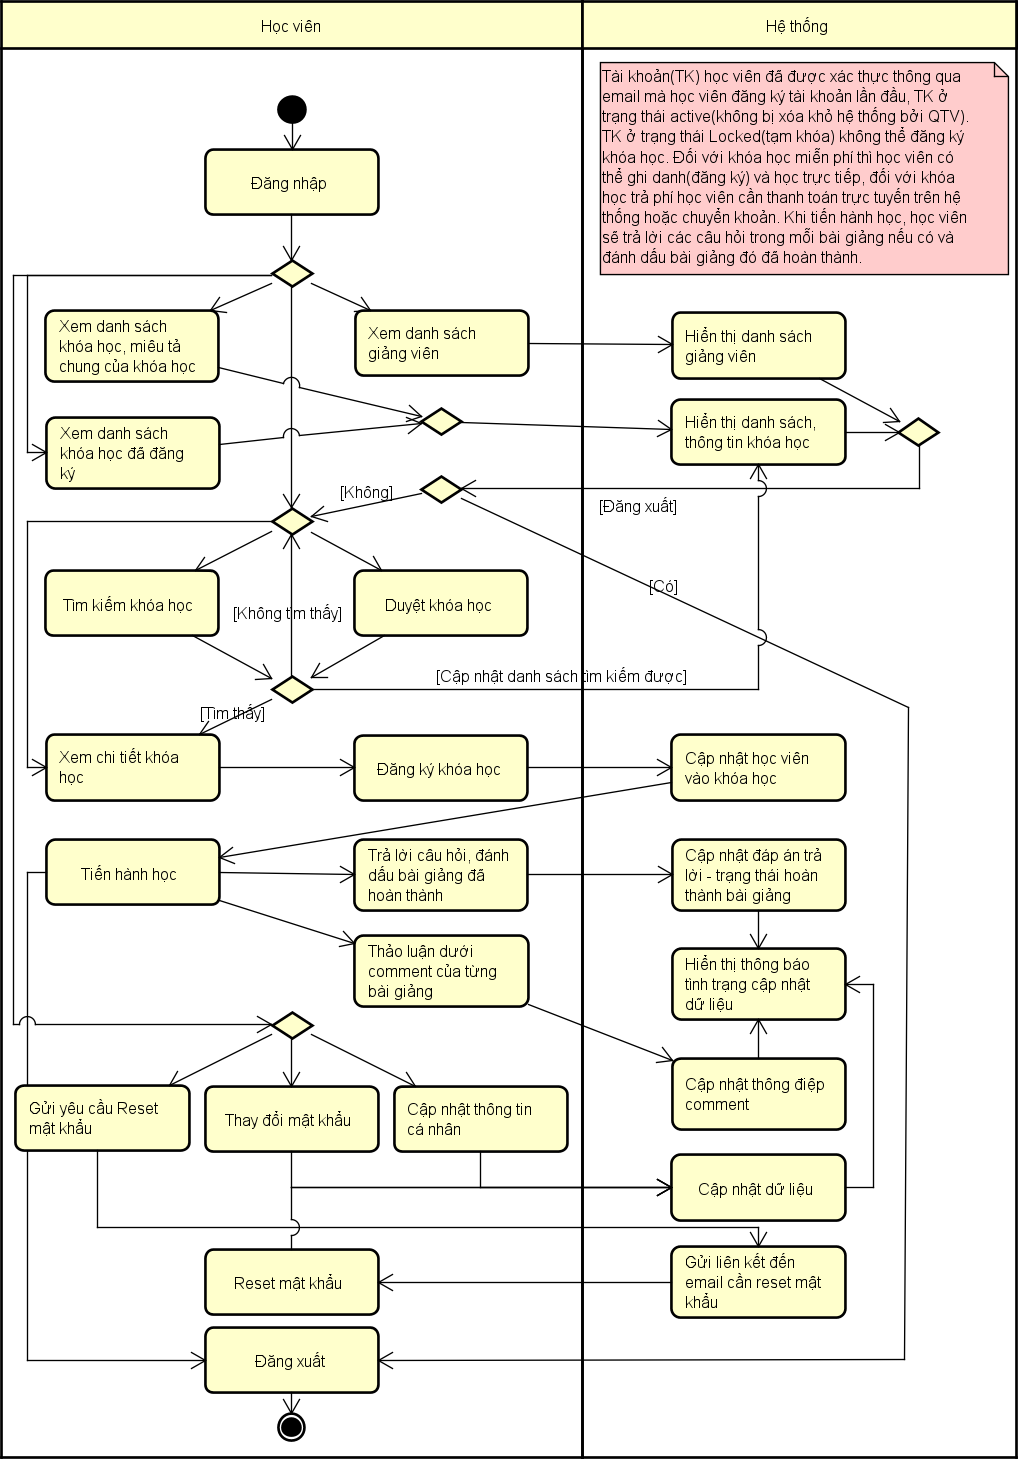 Học viên
Hệ thống
Tài khoản(TK) học viên đã được xác thực thông qua
email mà học viên đăng ký tài khoản lần đầu, TK ở
trạng thái active(không bị xóa khỏ hệ thống bởi QTV).
TK ở trạng thái Locked(tạm khóa) không thể đăng ký
khóa học. Đối với khóa học miễn phí thì học viên có
thể ghi danh(đăng ký) và học trực tiếp, đối với khóa
học trả phí học viên cần thanh toán trực tuyến trên hệ
thống hoặc chuyển khoản. Khi tiến hành học, học viên
sẽ trả lời các câu hỏi trong mỗi bài giảng nếu có và
đánh dấu bài giảng đó đã hoàn thành.
Đăng nhập
Xem danh sách
khóa học, miêu tả
chung của khóa học
Xem danh sách
giảng viên
Hiển thị danh sách
giảng viên
Xem danh sách
khóa học đã đăng
ký
Hiển thị danh sách,
thông tin khóa học
[Không]
[Đăng xuất]
[Có]
Tìm kiếm khóa học
[Không tìm thấy]
Duyệt khóa học
[Cập nhật danh sách tìm kiếm được]
[Tìm thấy]
Xem chi tiết khóa
học
Đăng ký khóa học
Cập nhật học viên
vào khóa học
Tiến hành học
Trả lời câu hỏi, đánh
dấu bài giảng đã
hoàn thành
Cập nhật đáp án trả
lời - trạng thái hoàn
thành bài giảng
Thảo luận dưới
comment của từng
bài giảng
Hiển thị thông báo
tình trạng cập nhật
dữ liệu
Gửi yêu cầu Reset
mật khẩu
Thay đổi mật khẩu
Cập nhật thông tin
cá nhân
Cập nhật thông điệp
comment
Cập nhật dữ liệu
Reset mật khẩu
Gửi liên kết đến
email cần reset mật
khẩu
Đăng xuất